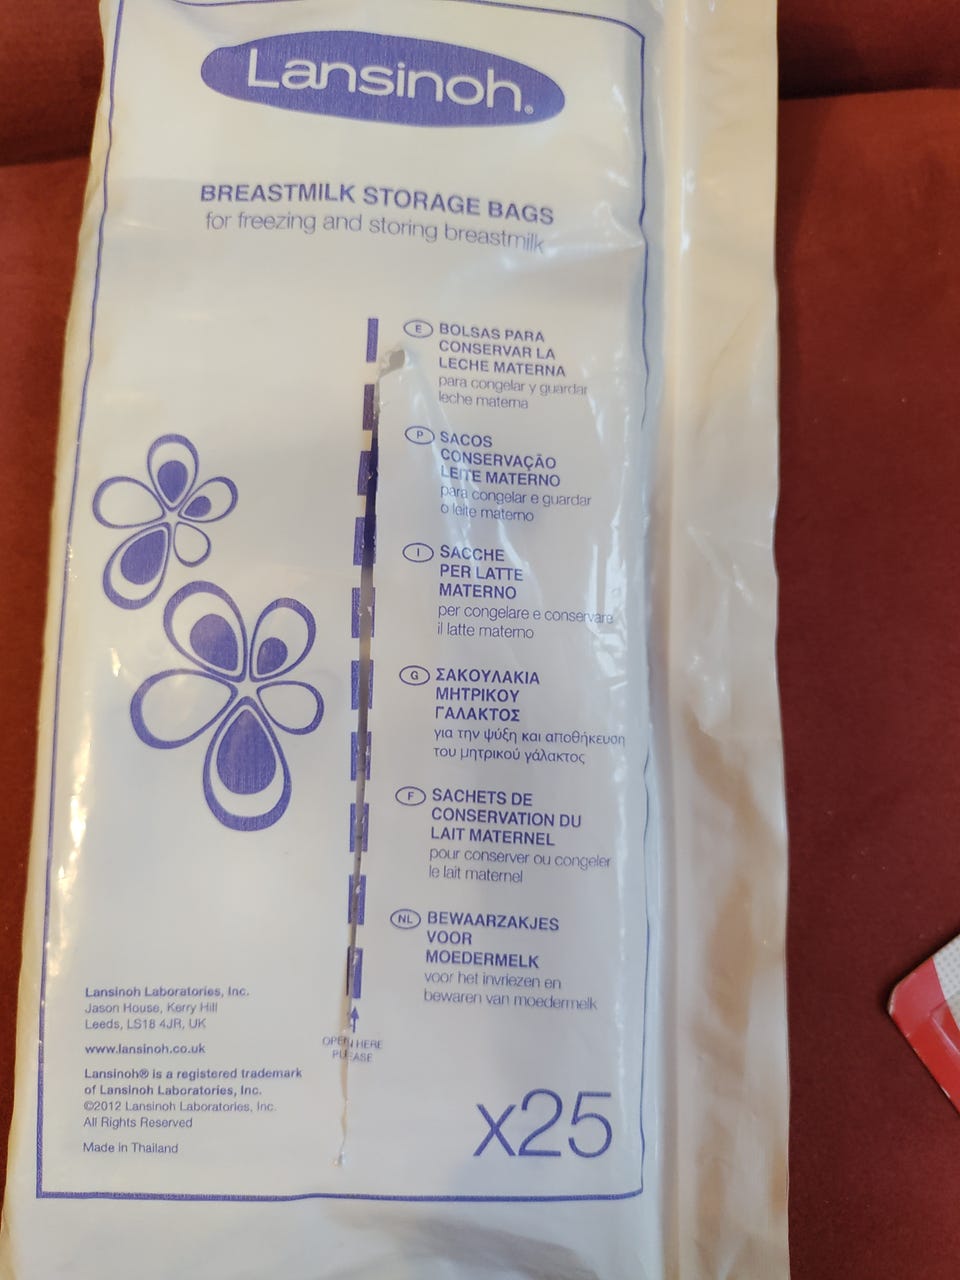 Lansinoh®
BREASTMILK STORAGE BAGS
for freezing and storing breastmilk
E BOLSAS PARA
CONSERVAR LA
LECHE MATERNA
para congelar y guardar
leche materna
P SACOS
CONSERVAÇÃO
LEITE MATERNO
para congelar e guardar
o leite materno
I SACCHE
PER LATTE
MATERNO
per congelare e conservare
il latte materno
G ΣΑΚΟΥΛΑΚΙΑ
ΜΗΤΡΙΚΟΥ
ΓΑΛΑΚΤΟΣ
για την ψύξη και αποθήκευση
του μητρικού γάλακτος
F SACHETS DE
CONSERVATION DU
LAIT MATERNEL
pour conserver ou congeler
le lait maternel
NL BEWAARZAKJES
VOOR
MOEDERMELK
voor het invriezen en
bewaren van moedermelk
Lansinoh Laboratories, Inc.
Jason House, Kerry Hill
Leeds, LS18 4JR, UK
www.lansinoh.co.uk
Lansinoh® is a registered trademark
of Lansinoh Laboratories, Inc.
©2012 Lansinoh Laboratories, Inc.
All Rights Reserved
Made in Thailand
OPEN HERE
PLEASE
x25